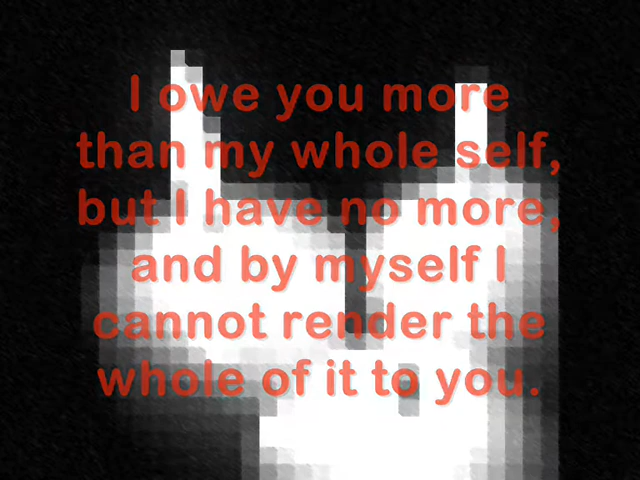 I owe you more
than my whole self,
but I have no more,
and by myself I
cannot render the
whole of it to you.